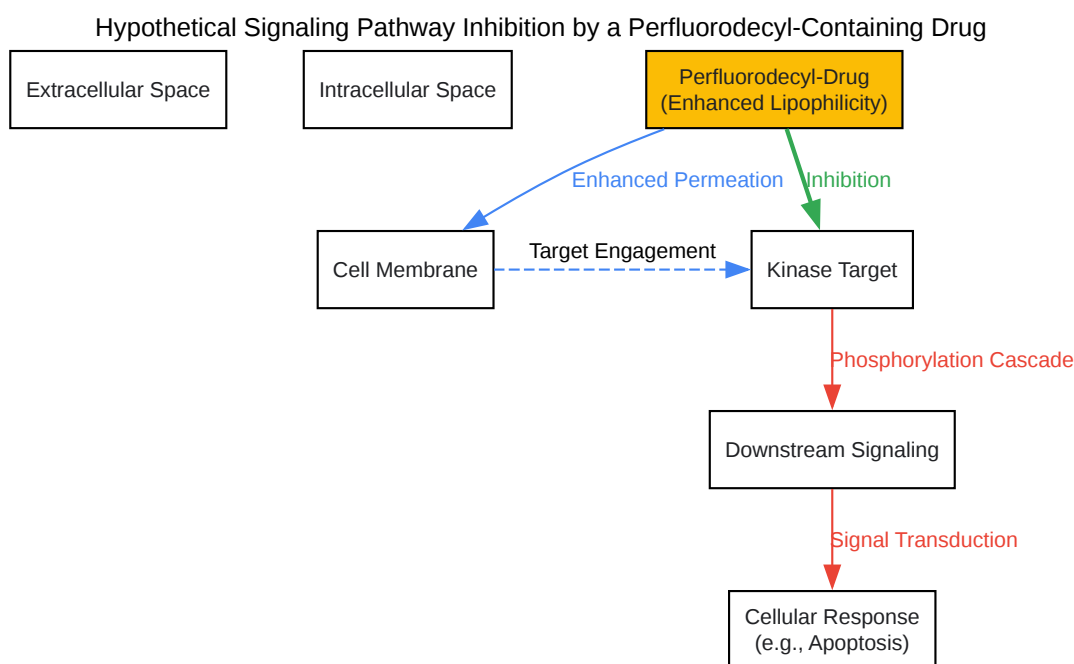 Hypothetical Signaling Pathway Inhibition by a Perfluorodecyl-Containing Drug
Extracellular Space
Intracellular Space
Perfluorodecyl-Drug
(Enhanced Lipophilicity)
Enhanced Permeation
Inhibition
Cell Membrane
Target Engagement
Kinase Target
Phosphorylation Cascade
Downstream Signaling
Signal Transduction
Cellular Response
(e.g., Apoptosis)